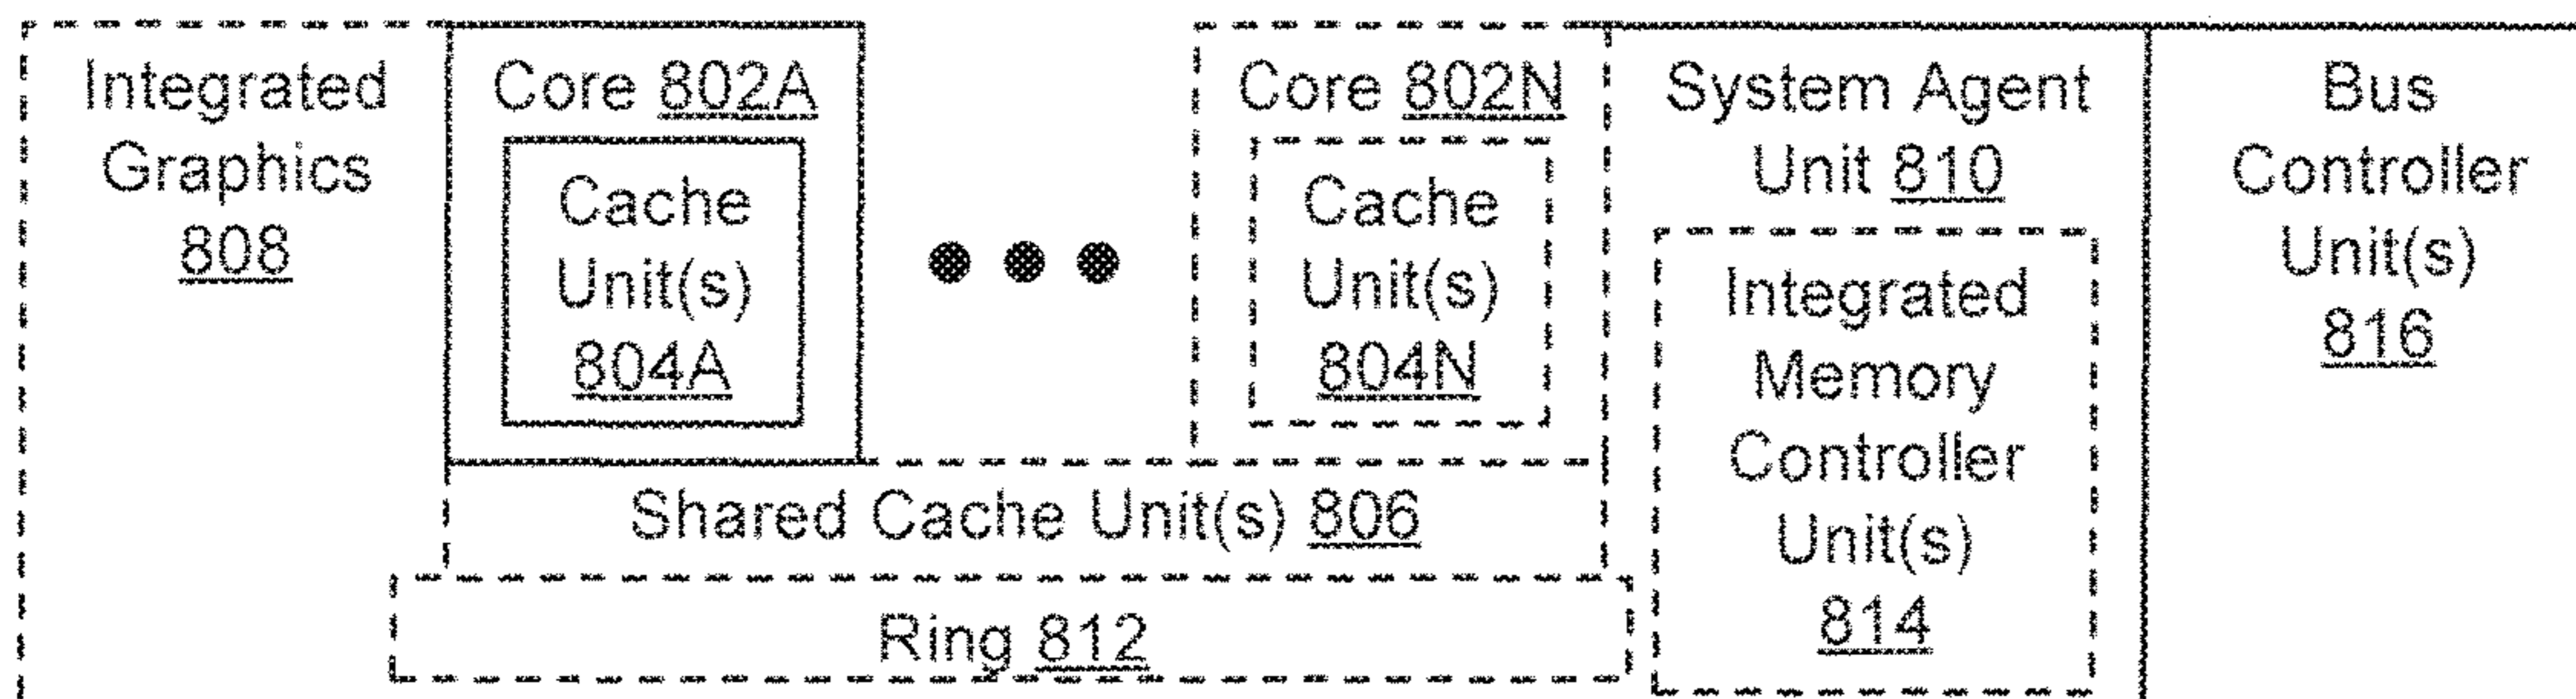 Integrated
Graphics
808
Core 802A
Cache
Unit(s)
804A
Core 802N
Cache
Unit(s)
804N
System Agent
Unit 810
Integrated
Memory
Controller
Unit(s)
814
Bus
Controller
Unit(s)
816
Shared Cache Unit(s) 806
Ring 812